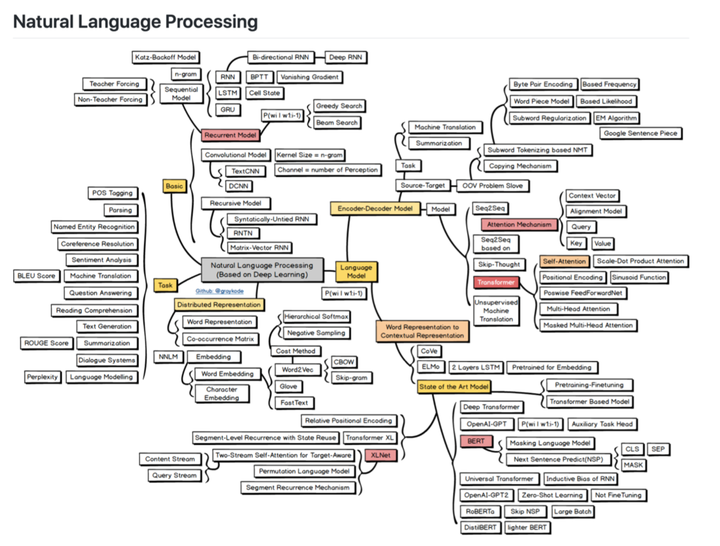 Natural Language Processing
Katz-Backoff Model
Bi-directional RNN
Deep RNN
n-gram
RNN
BPTT
Vanishing Gradient
Teacher Forcing
Non-Teacher Forcing
Sequential
Model
LSTM
Cell State
GRU
P(wi | w1:i-1)
Greedy Search
Beam Search
Recurrent Model
Convolutional Model
Kernel Size = n-gram
TextCNN
Channel = number of Perception
DCNN
Basic
Recursive Model
Syntatically-Untied RNN
RNTN
Matrix-Vector RNN
Byte Pair Encoding
Based Frequency
Word Piece Model
Based Likelihood
Subword Regularization
EM Algorithm
Google Sentence Piece
Machine Translation
Summarization
Subword Tokenizing based NMT
Copying Mechanism
Task
Source-Target
OOV Problem Slove
Encoder-Decoder Model
Model
Seq2Seq
Attention Mechanism
Context Vector
Alignment Model
Query
Key
Value
Seq2Seq
based on
Skip-Thought
Self-Attention
Scale-Dot Product Attention
Transformer
Positional Encoding
Sinusoid Function
Poswise FeedForwardNet
Multi-Head Attention
Masked Multi-Head Attention
Unsupervised
Machine
Translation
POS Tagging
Parsing
Named Entity Recognition
Coreference Resolution
Sentiment Analysis
BLEU Score
Machine Translation
Question Answering
Reading Comprehension
Text Generation
ROUGE Score
Summarization
Dialogue Systems
Perplexity
Language Modelling
Task
Natural Language Processing
(Based on Deep Learning)
Github: @graykode
Language
Model
P(wi | w1:i-1)
Distributed Representation
Word Representation
Co-occurrence Matrix
Hierarchical Softmax
Negative Sampling
NNLM
Embedding
Cost Method
Word Embedding
Word2Vec
CBOW
Skip-gram
Character
Embedding
Glove
FastText
Word Representation to
Contextual Representation
CoVe
ELMo
2 Layers LSTM
Pretrained for Embedding
State of the Art Model
Pretraining-Finetuning
Transformer Based Model
Relative Positional Encoding
Segment-Level Recurrence with State Reuse
Transformer XL
Content Stream
Query Stream
Two-Stream Self-Attention for Target-Aware
XLNet
Permutation Language Model
Segment Recurrence Mechanism
Deep Transformer
OpenAI-GPT
P(wi | w1:i-1)
Auxiliary Task Head
BERT
Masking Language Model
Next Sentence Predict(NSP)
CLS
SEP
MASK
Universal Transformer
Inductive Bias of RNN
OpenAI-GPT2
Zero-Shot Learning
Not FineTuning
RoBERTa
Skip NSP
Large Batch
DistilBERT
lighter BERT